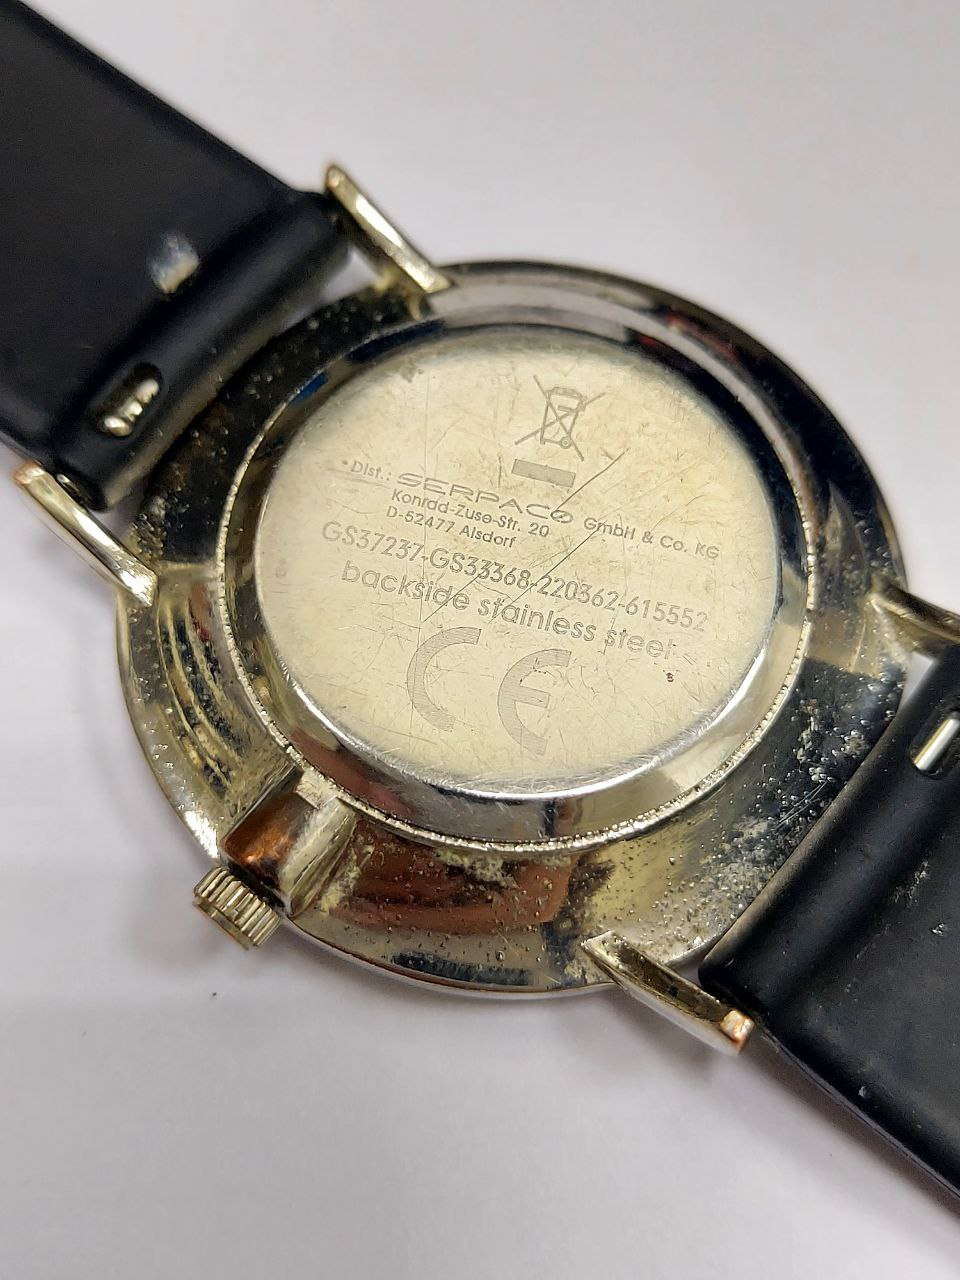 Dist.: SERPACO GmbH & Co. KG
Konrad-Zuse-Str. 20
D-52477 Alsdorf
GS37237-GS33368-220362-615552
backside stainless steel
CE